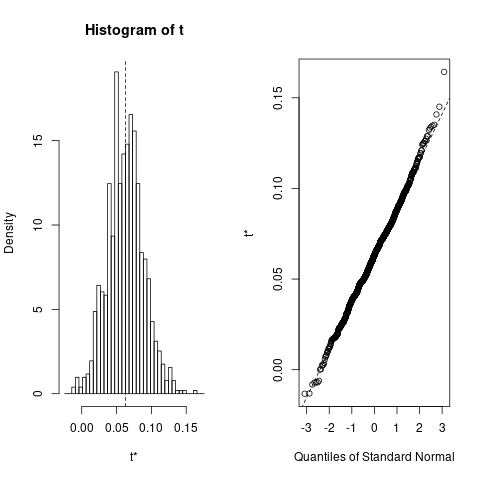 Histogram of t
Density
0
5
10
15
0.00 0.05 0.10 0.15
t*
t*
0.00
0.05
0.10
0.15
-3 -2 -1 0 1 2 3
Quantiles of Standard Normal